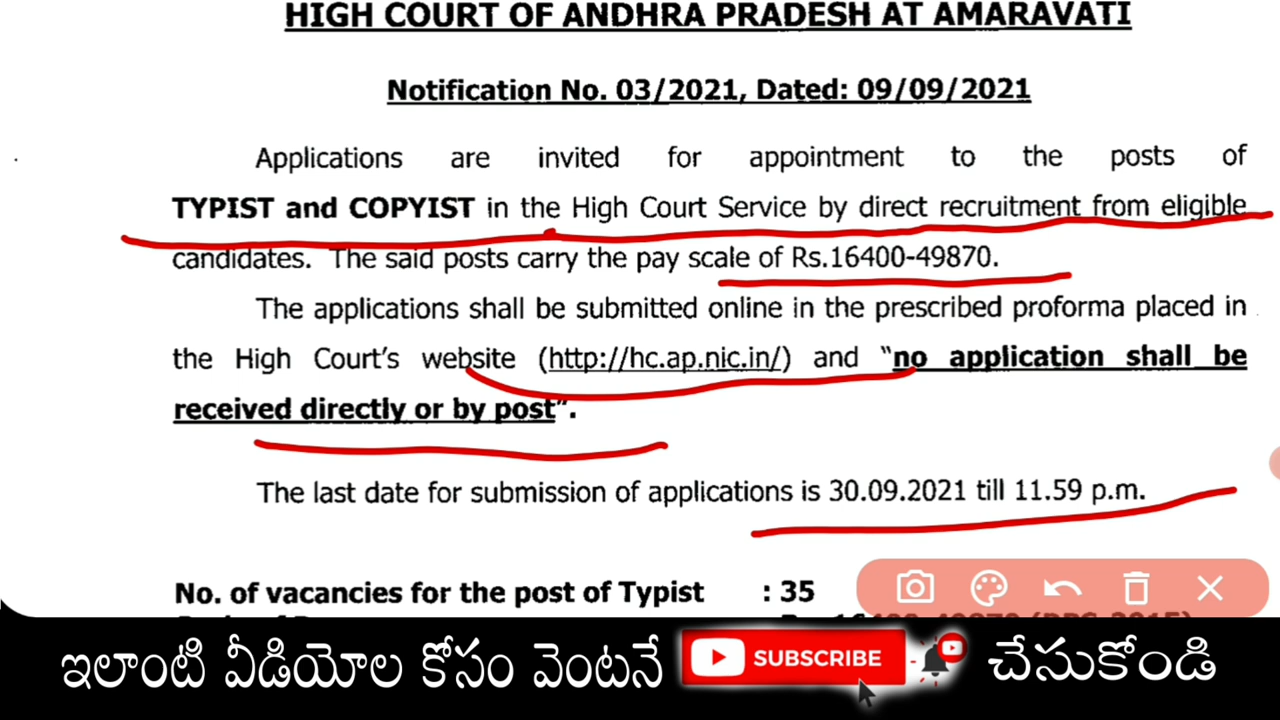 HIGH COURT OF ANDHRA PRADESH AT AMARAVATI
Notification No. 03/2021, Dated: 09/09/2021
Applications are invited for appointment to the posts of
TYPIST and COPYIST in the High Court Service by direct recruitment from eligible
candidates. The said posts carry the pay scale of Rs.16400-49870.
The applications shall be submitted online in the prescribed proforma placed in
the High Court's website (http://hc.ap.nic.in/) and "no application shall be
received directly or by post".
The last date for submission of applications is 30.09.2021 till 11.59 p.m.
No. of vacancies for the post of Typist : 35
ఇలాంటి వీడియోల కోసం వెంటనే SUBSCRIBE చేసుకోండి